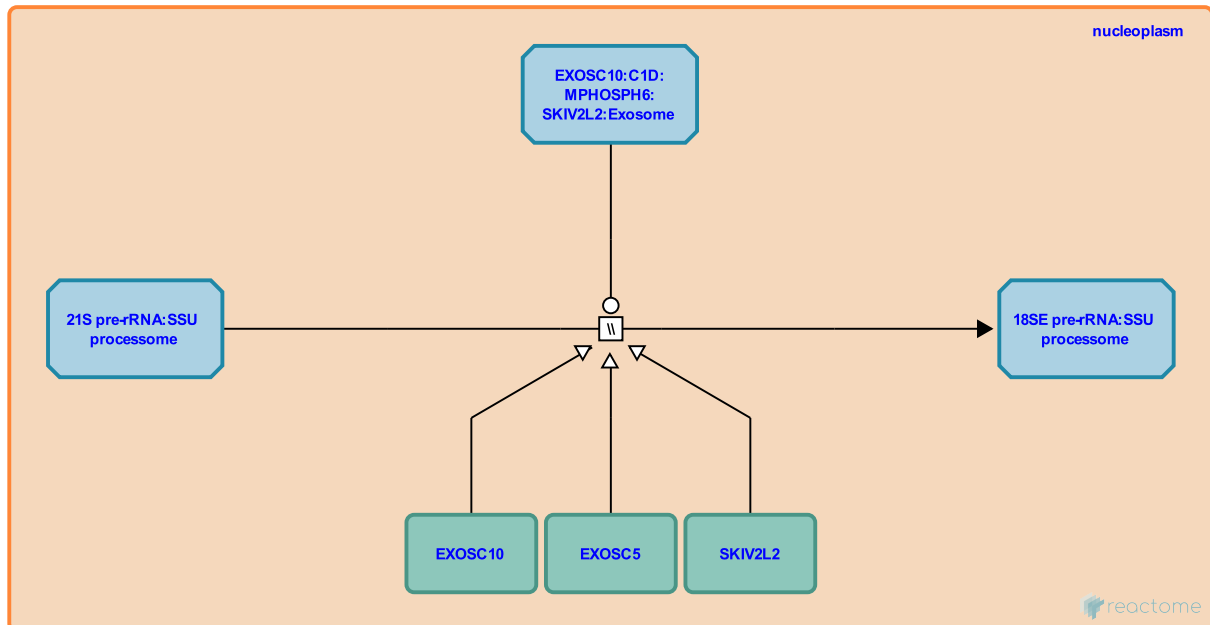 nucleoplasm
EXOSC10:C1D:
MPHOSPH6:
SKIV2L2:Exosome
21S pre-rRNA:SSU
processome
\\
18SE pre-rRNA:SSU
processome
EXOSC10
EXOSC5
SKIV2L2
reactome